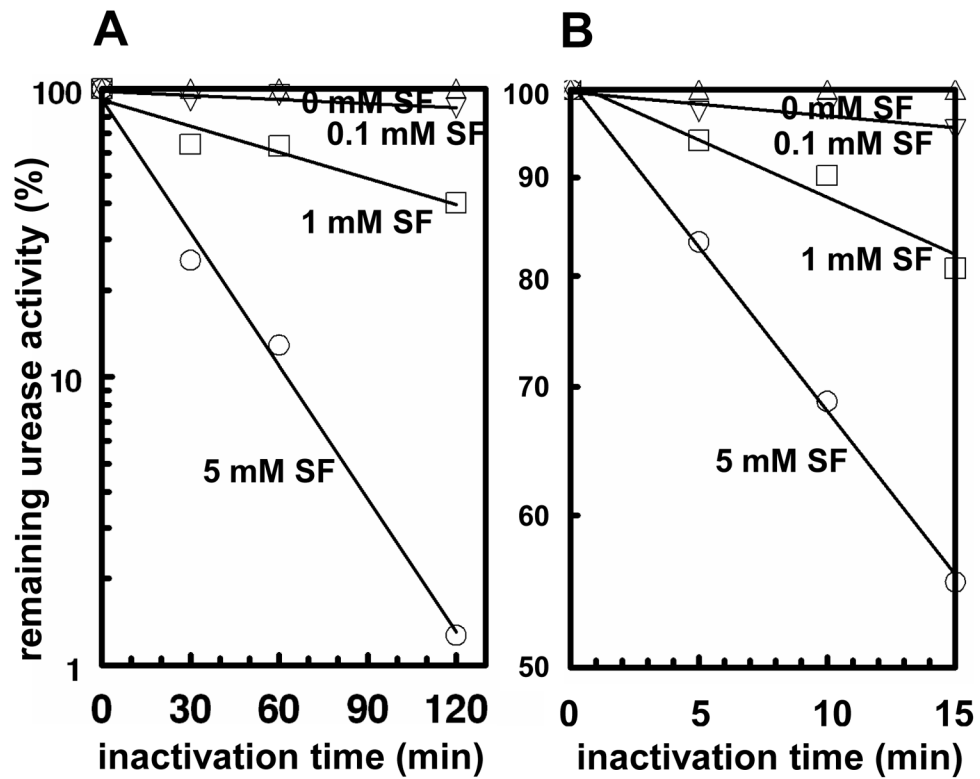 A
B
remaining urease activity (%)
100
10
1
0 mM SF
0.1 mM SF
1 mM SF
5 mM SF
0 30 60 90 120
inactivation time (min)
100
90
80
70
60
50
0 mM SF
0.1 mM SF
1 mM SF
5 mM SF
0 5 10 15
inactivation time (min)